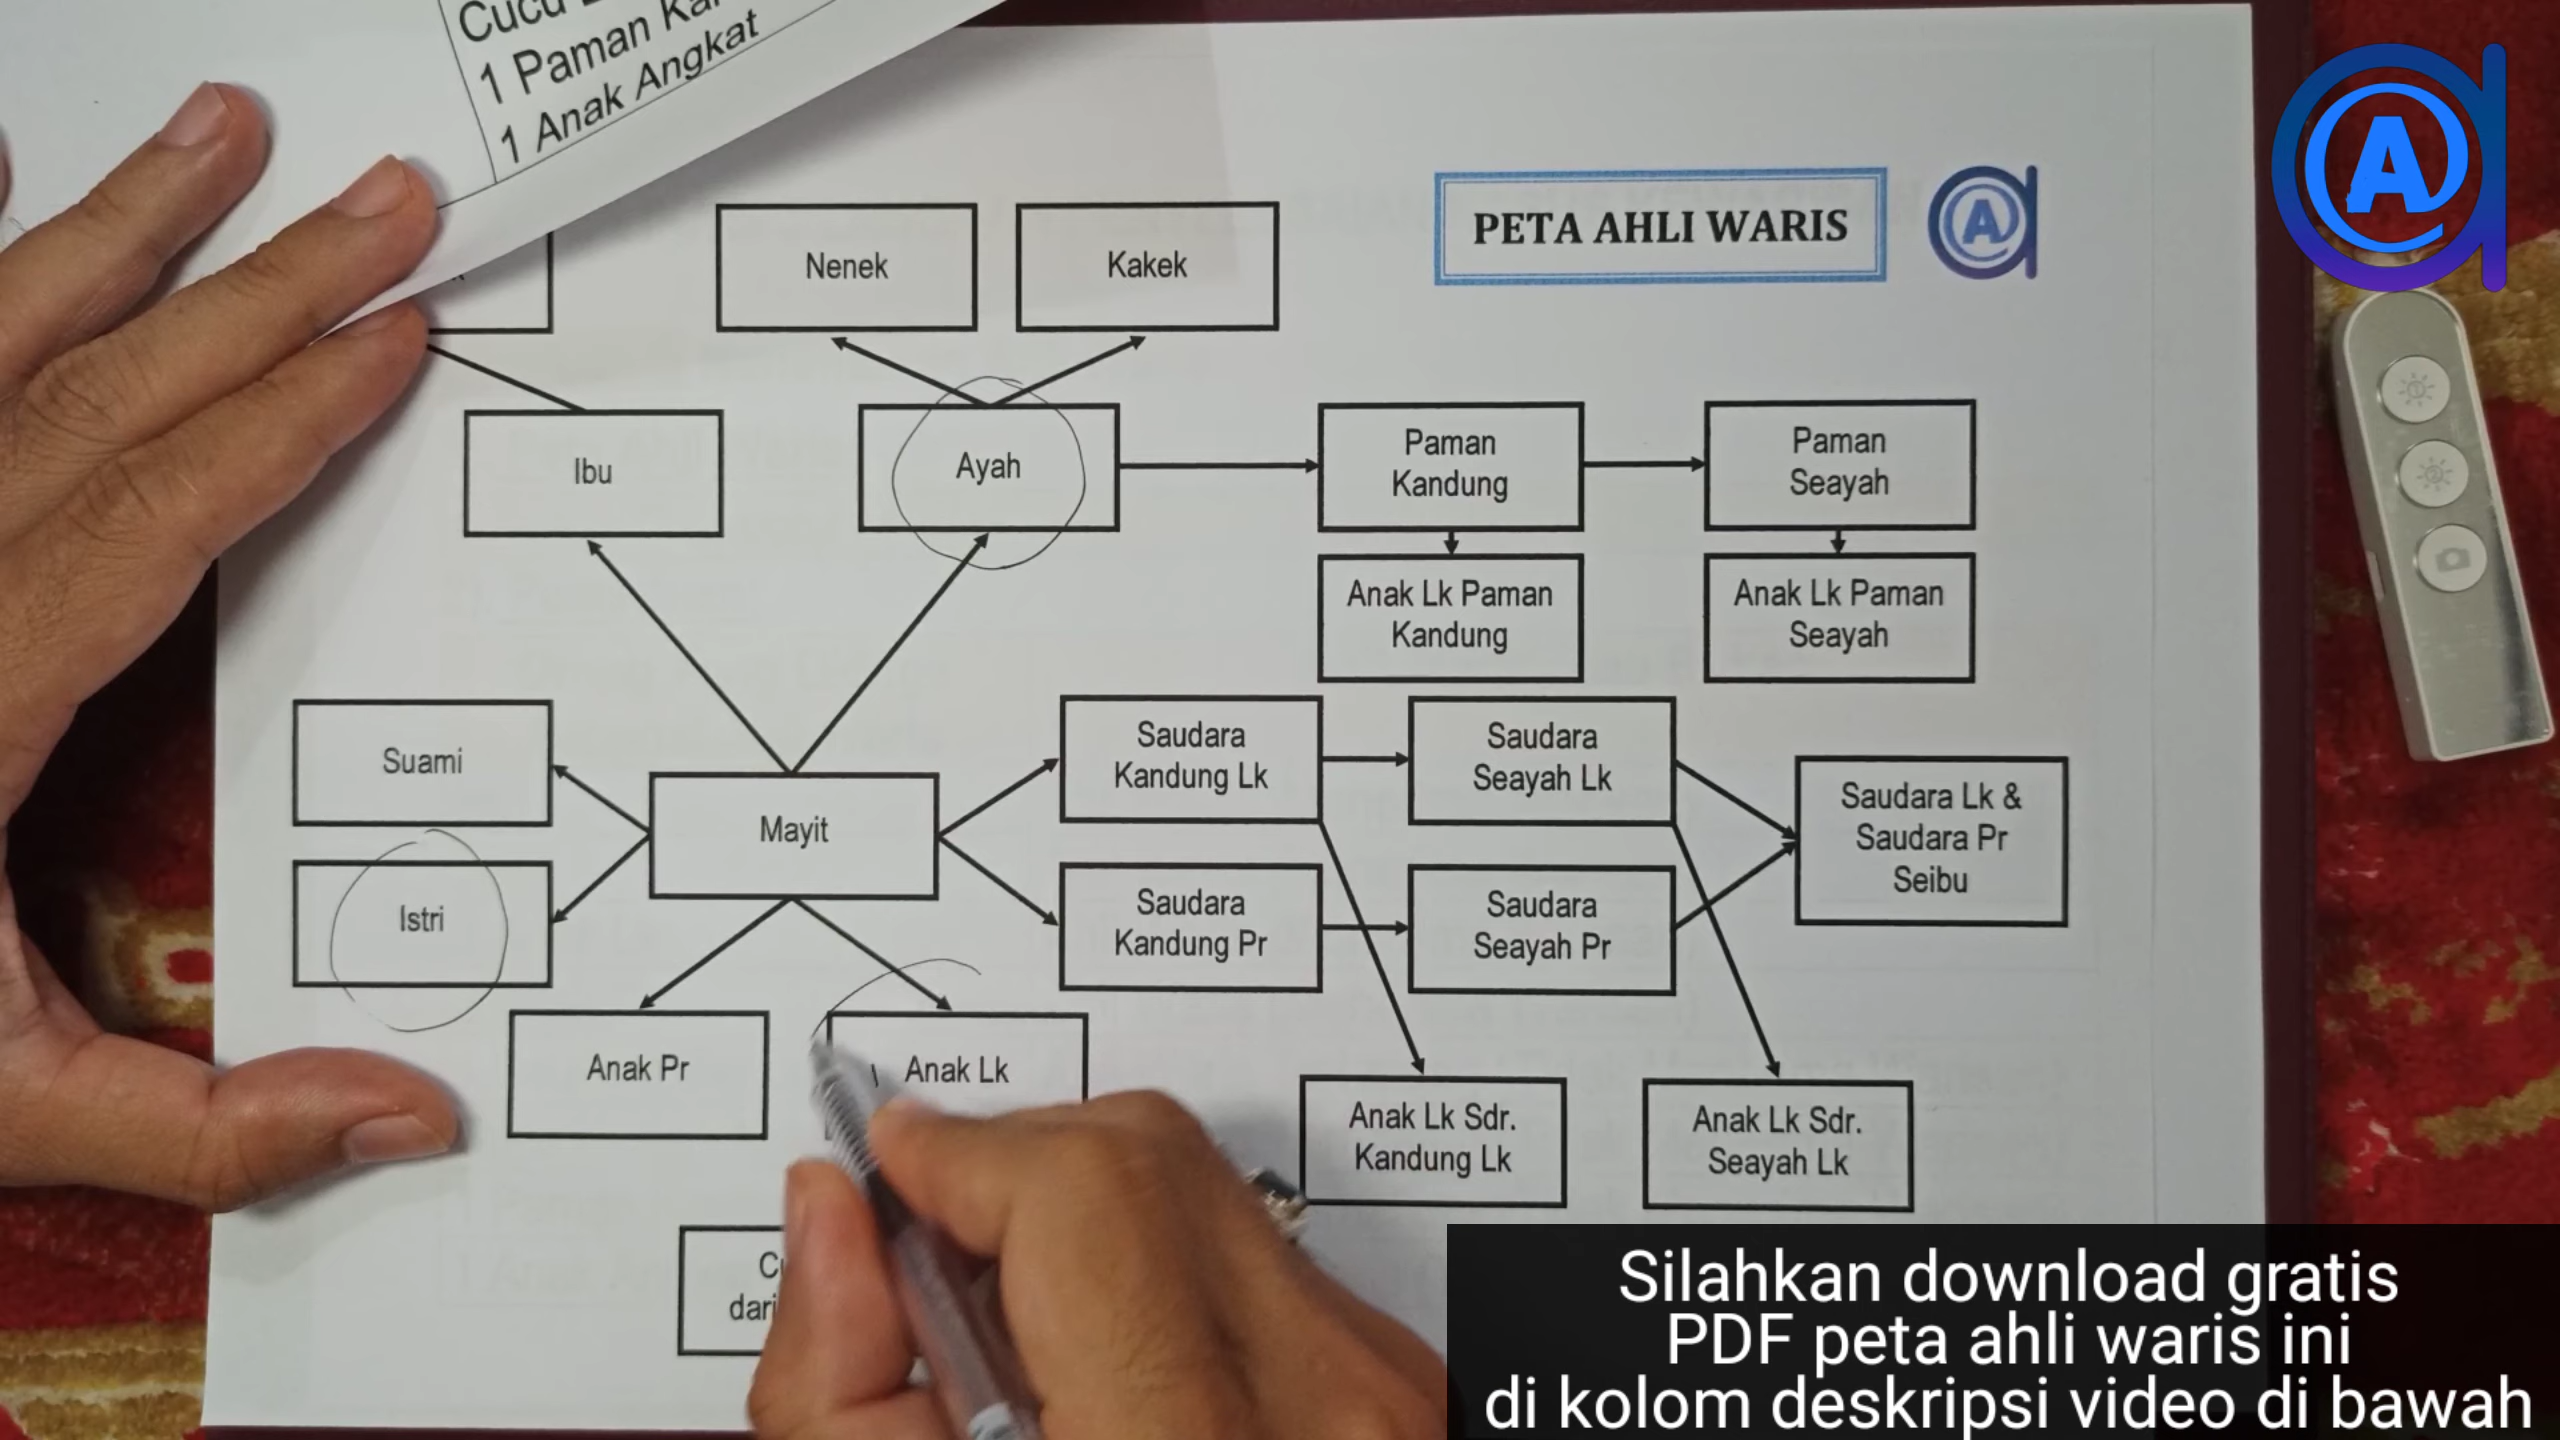 1 Paman
1 Anak Angkat
PETA AHLI WARIS
A
A
Nenek
Kakek
Ibu
Ayah
Paman
Kandung
Paman
Seayah
Anak Lk Paman
Kandung
Anak Lk Paman
Seayah
Suami
Istri
Mayit
Saudara
Kandung Lk
Saudara
Seayah Lk
Saudara
Kandung Pr
Saudara
Seayah Pr
Saudara Lk &
Saudara Pr
Seibu
Anak Pr
Anak Lk
Anak Lk Sdr.
Kandung Lk
Anak Lk Sdr.
Seayah Lk
dari
Silahkan download gratis
PDF peta ahli waris ini
di kolom deskripsi video di bawah